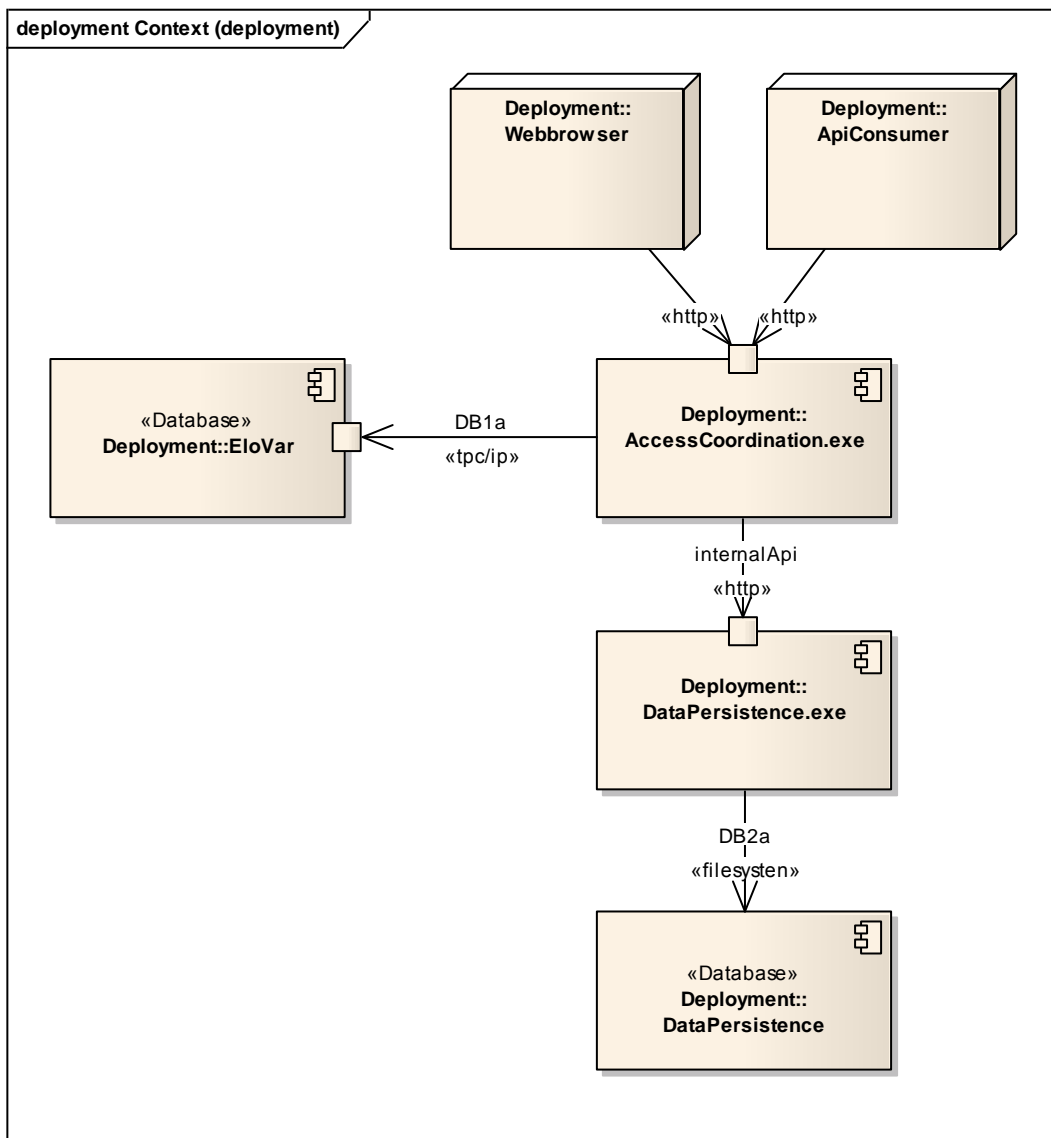 deployment Context (deployment)
Deployment::
Webbrowser
Deployment::
ApiConsumer
«http»
«http»
«Database»
Deployment::EloVar
DB1a
«tpc/ip»
Deployment::
AccessCoordination.exe
internalApi
«http»
Deployment::
DataPersistence.exe
DB2a
«filesysten»
«Database»
Deployment::
DataPersistence